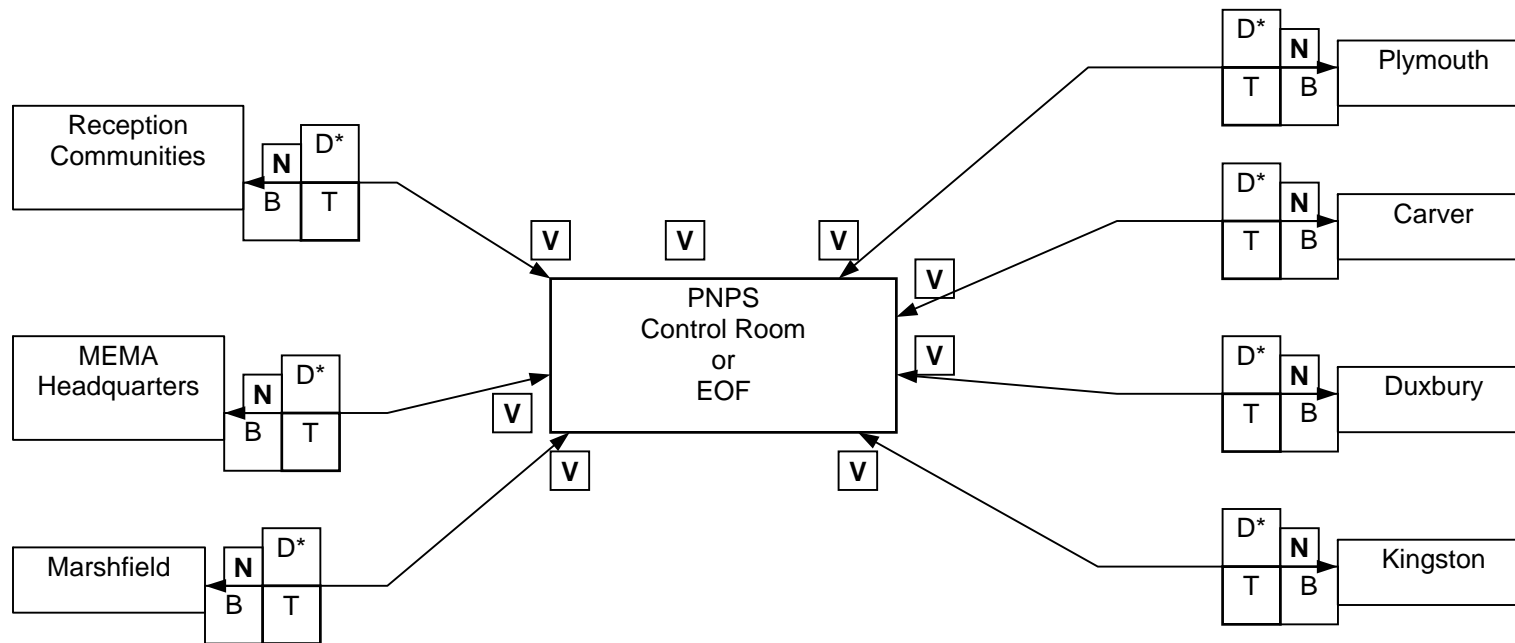 D*
N
T
B
Plymouth
Reception
Communities
N
D*
B
T
D*
N
T
B
Carver
V
V
V
V
PNPS
Control Room
or
EOF
MEMA
Headquarters
N
D*
B
T
V
V
D*
N
T
B
Duxbury
V
V
Marshfield
N
D*
B
T
D*
N
T
B
Kingston